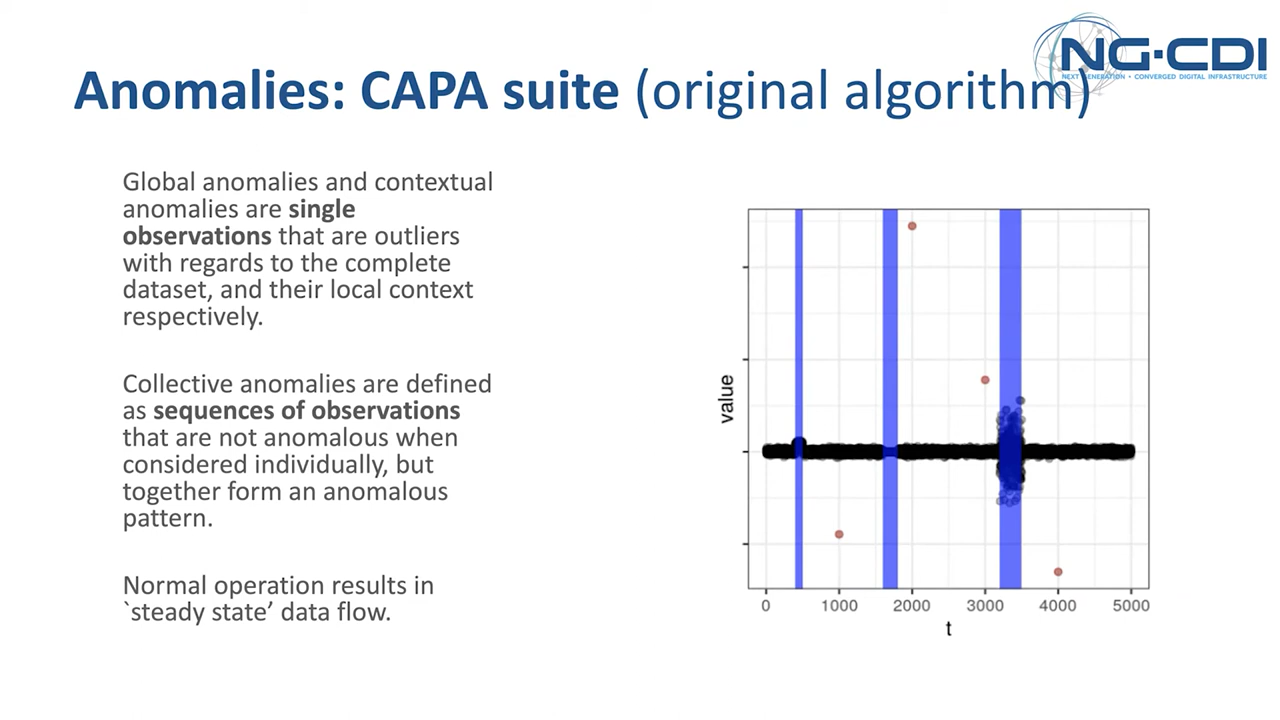 NG-CDI
NEXT GENERATION • CONVERGED DIGITAL INFRASTRUCTURE
Anomalies: CAPA suite (original algorithm)
Global anomalies and contextual
anomalies are single
observations that are outliers
with regards to the complete
dataset, and their local context
respectively.
Collective anomalies are defined
as sequences of observations
that are not anomalous when
considered individually, but
together form an anomalous
pattern.
Normal operation results in
`steady state’ data flow.
value
0 1000 2000 3000 4000 5000
t